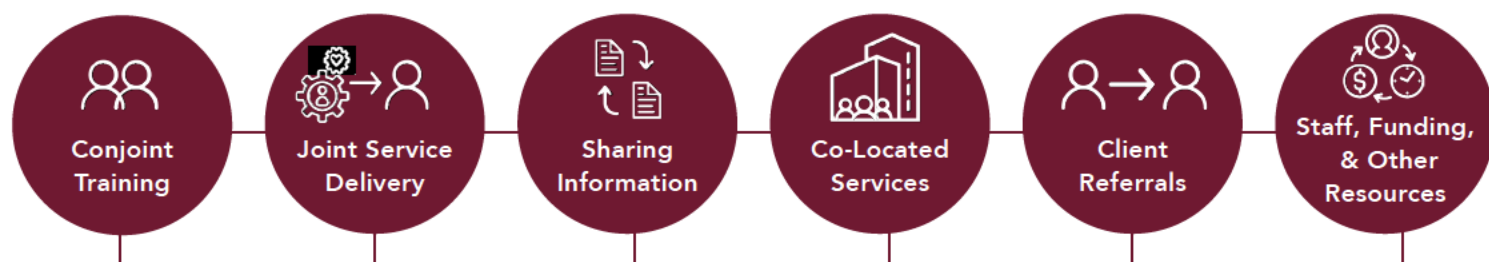 Conjoint
Training
Joint Service
Delivery
Sharing
Information
Co-Located
Services
Client
Referrals
$
Staff, Funding,
& Other
Resources